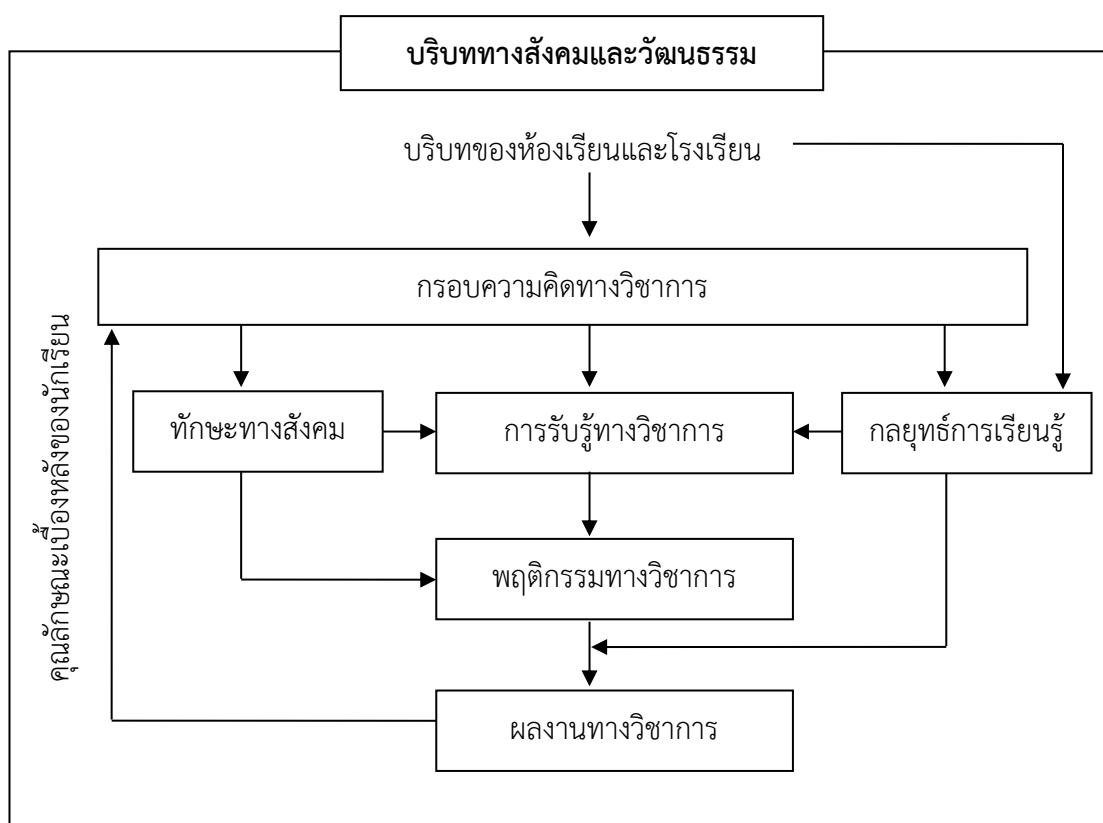 บริบททางสังคมและวัฒนธรรม
บริบทของห้องเรียนและโรงเรียน
กรอบความคิดทางวิชาการ
คุณลักษณะเบื้องหลังของนักเรียน
ทักษะทางสังคม
การรับรู้ทางวิชาการ
กลยุทธ์การเรียนรู้
พฤติกรรมทางวิชาการ
ผลงานทางวิชาการ